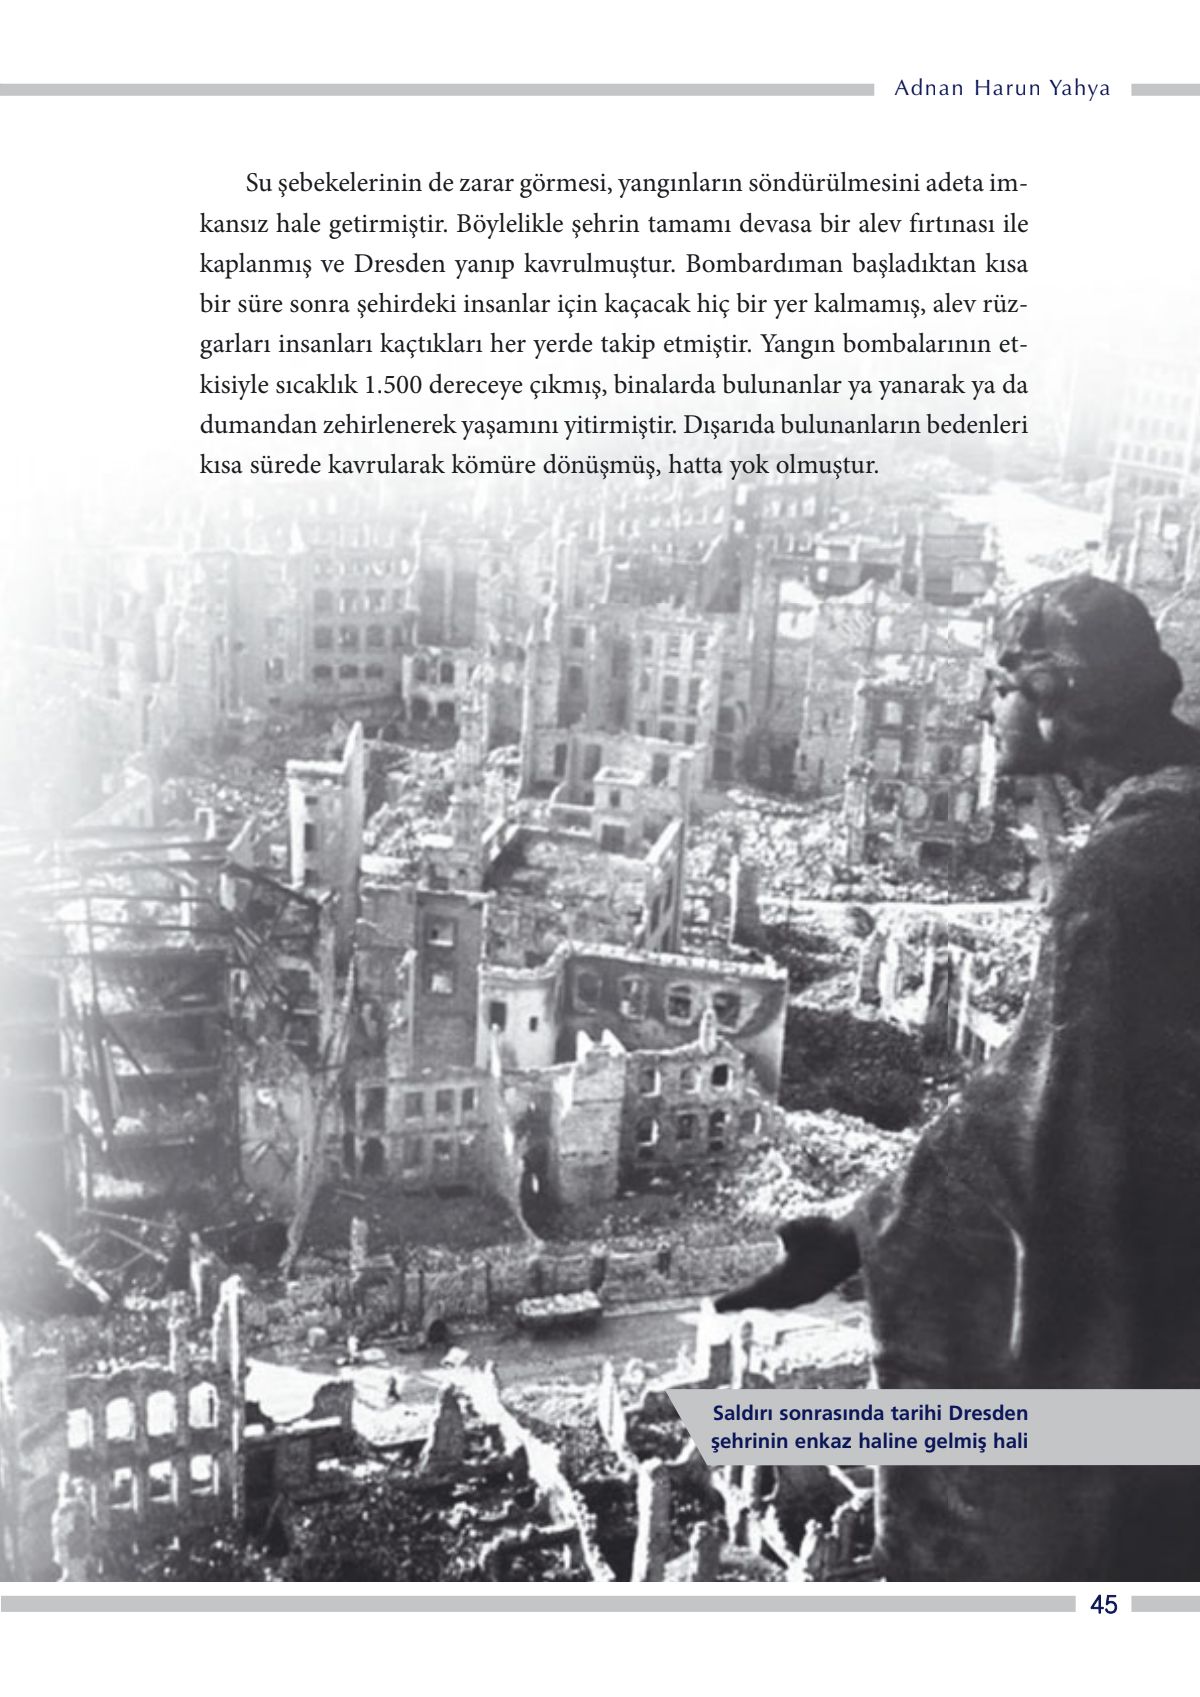 Adnan Harun Yahya
Su şebekelerinin de zarar görmesi, yangınların söndürülmesini adeta im-
kansız hale getirmiştir. Böylelikle şehrin tamamı devasa bir alev fırtınası ile
kaplanmış ve Dresden yanıp kavrulmuştur. Bombardıman başladıktan kısa
bir süre sonra şehirdeki insanlar için kaçacak hiç bir yer kalmamış, alev rüz-
garları insanları kaçtıkları her yerde takip etmiştir. Yangın bombalarının et-
kisiyle sıcaklık 1.500 dereceye çıkmış, binalarda bulunanlar ya yanarak ya da
dumandan zehirlenerek yaşamını yitirmiştir. Dışarıda bulunanların bedenleri
kısa sürede kavrularak kömüre dönüşmüş, hatta yok olmuştur.
Saldırı sonrasında tarihi Dresden
şehrinin enkaz haline gelmiş hali
45